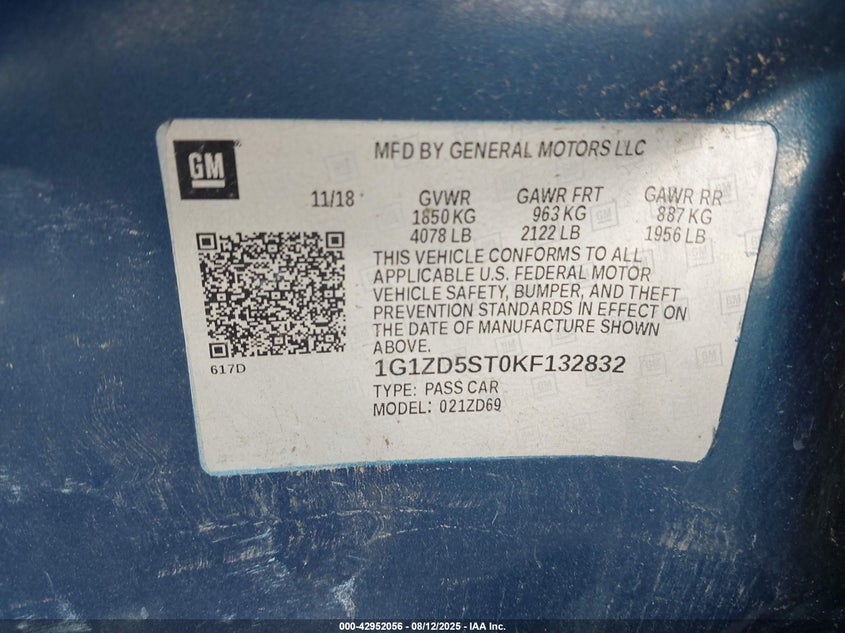 GM
MFD BY GENERAL MOTORS LLC
11/18 GVWR GAWR FRT GAWR RR
1850 KG 963 KG 887 KG
4078 LB 2122 LB 1956 LB
THIS VEHICLE CONFORMS TO ALL
APPLICABLE U.S. FEDERAL MOTOR
VEHICLE SAFETY, BUMPER, AND THEFT
PREVENTION STANDARDS IN EFFECT ON
THE DATE OF MANUFACTURE SHOWN
ABOVE.
617D
1G1ZD5ST0KF132832
TYPE: PASS CAR
MODEL: 021ZD69
000-42952056 - 08/12/2025 - IAA Inc.